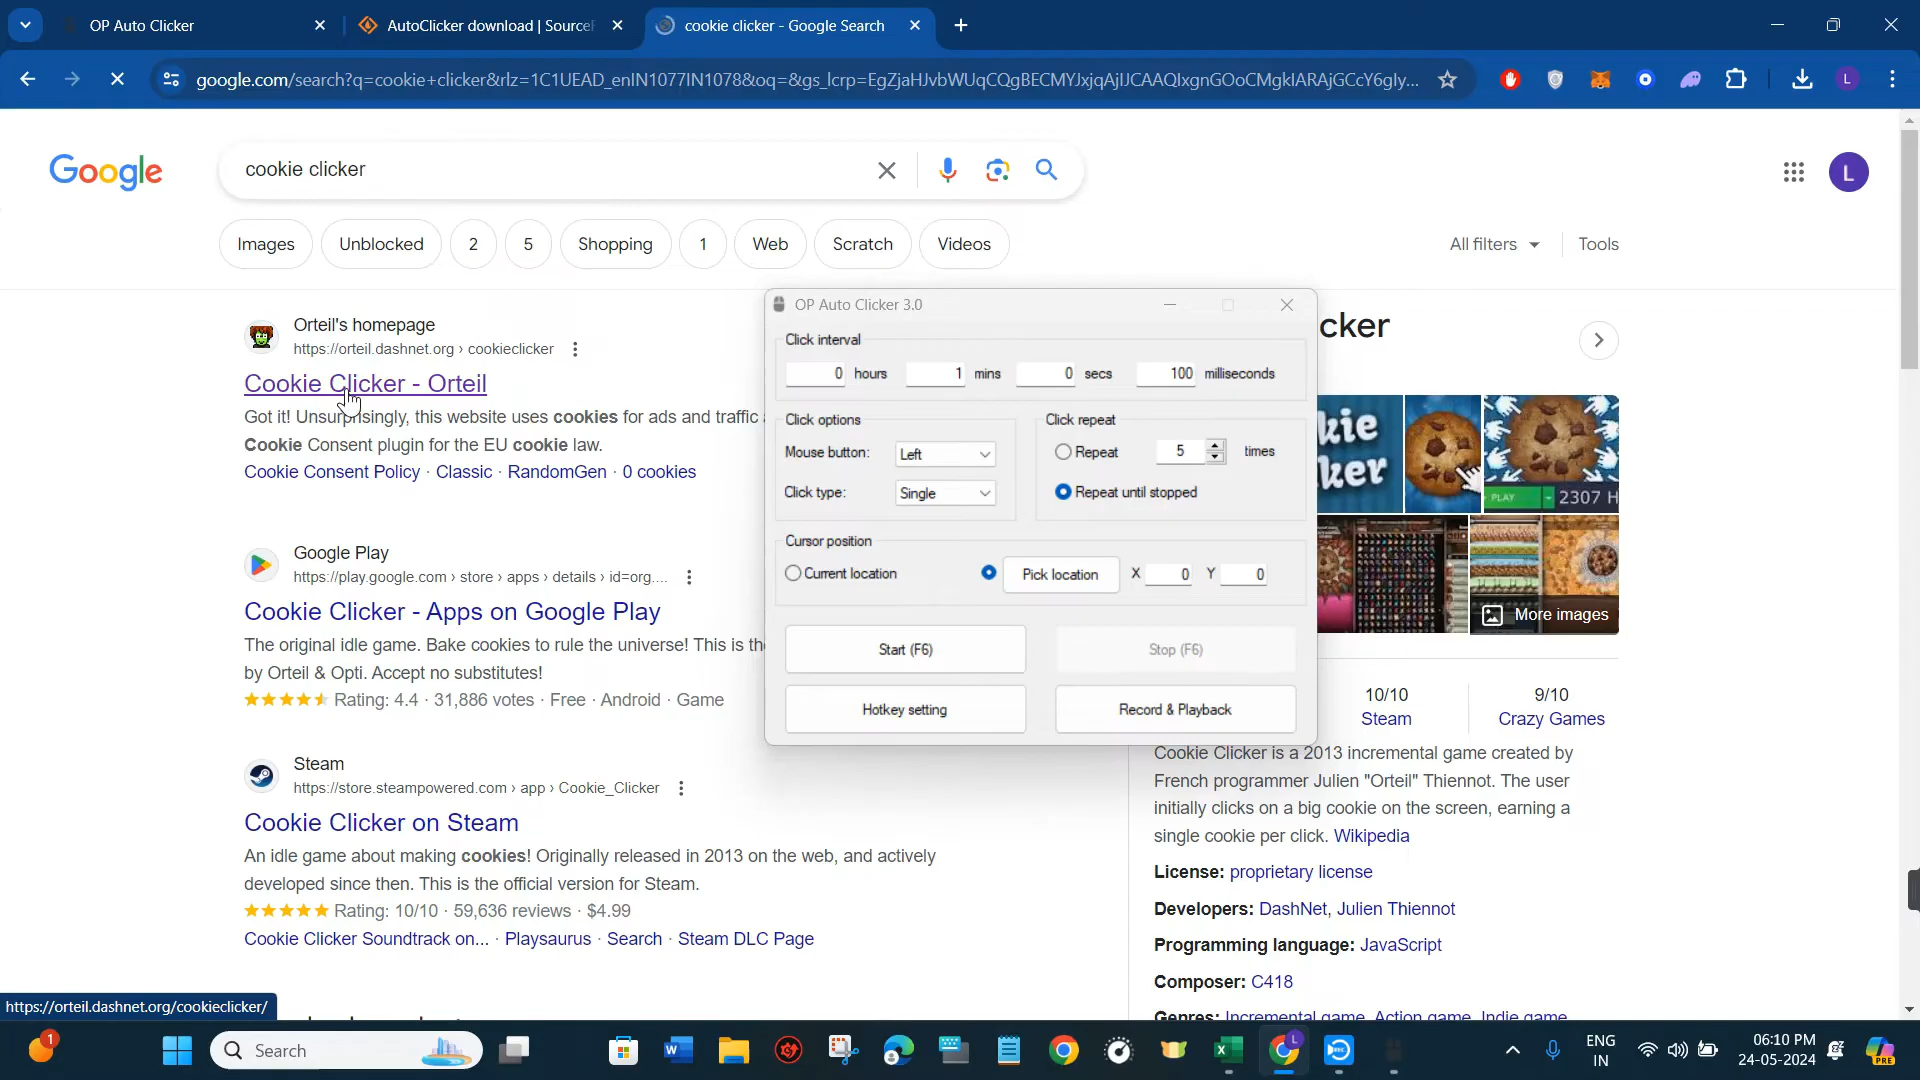 OP Auto Clicker
AutoClicker download | SourceF
cookie clicker - Google Search
google.com/search?q=cookie+clicker&rlz=1C1UEAD_enIN1077IN1078&oq=&gs_lcrp=EgZjaHJvbWUqCQgBECMYJxjqAjIJCAAQIxgnGOoCMgkIARAjGCcY6gIy...
L
Google
cookie clicker
L
Images
Unblocked
2
5
Shopping
1
Web
Scratch
Videos
All filters
Tools
Orteil's homepage
https://orteil.dashnet.org › cookieclicker
Cookie Clicker - Orteil
Got it! Unsurprisingly, this website uses cookies for ads and traffic
Cookie Consent plugin for the EU cookie law.
Cookie Consent Policy · Classic · RandomGen · 0 cookies
Google Play
https://play.google.com › store › apps › details › id=org....
Cookie Clicker - Apps on Google Play
The original idle game. Bake cookies to rule the universe! This is the
by Orteil & Opti. Accept no substitutes!
Rating: 4.4 · 31,886 votes · Free · Android · Game
Steam
https://store.steampowered.com › app › Cookie_Clicker
Cookie Clicker on Steam
An idle game about making cookies! Originally released in 2013 on the web, and actively
developed since then. This is the official version for Steam.
Rating: 10/10 · 59,636 reviews · $4.99
Cookie Clicker Soundtrack on... · Playsaurus · Search · Steam DLC Page
OP Auto Clicker 3.0
Click interval
0 hours 1 mins 0 secs 100 milliseconds
Click options
Mouse button: Left
Click type: Single
Click repeat
Repeat 5 times
Repeat until stopped
Cursor position
Current location
Pick location X 0 Y 0
Start (F6)
Stop (F6)
Hotkey setting
Record & Playback
cker
kie
ker
PLAY
2307 H
More images
10/10
Steam
9/10
Crazy Games
Cookie Clicker is a 2013 incremental game created by
French programmer Julien "Orteil" Thiennot. The user
initially clicks on a big cookie on the screen, earning a
single cookie per click. Wikipedia
License: proprietary license
Developers: DashNet, Julien Thiennot
Programming language: JavaScript
Composer: C418
Genres: Incremental game, Action game, Indie game
https://orteil.dashnet.org/cookieclicker/
1
Search
L
ENG
IN
06:10 PM
24-05-2024
PRE